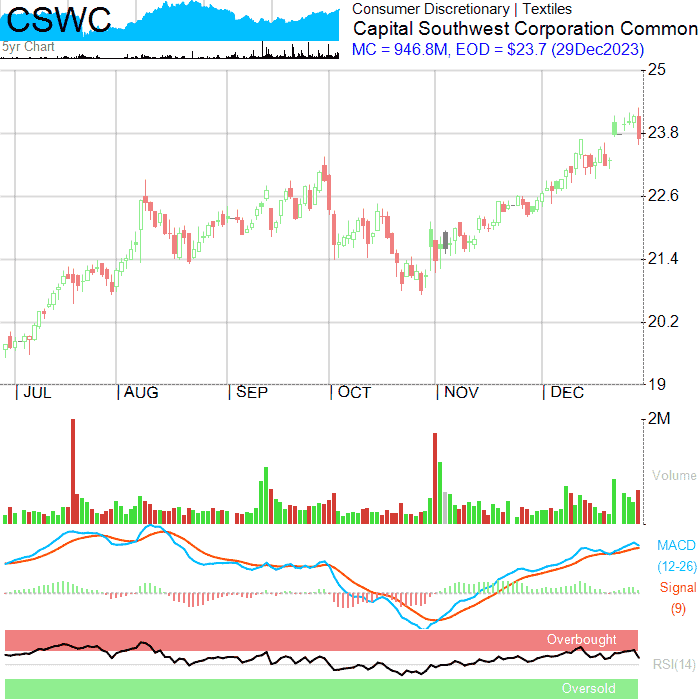 CSWC
5yr Chart
Consumer Discretionary | Textiles
Capital Southwest Corporation Common
MC = 946.8M, EOD = $23.7 (29Dec2023)
25
23.8
22.6
21.4
20.2
19
| JUL | AUG | SEP | OCT | NOV | DEC
2M
Volume
MACD
(12-26)
Signal
(9)
Overbought
RSI(14)
Oversold